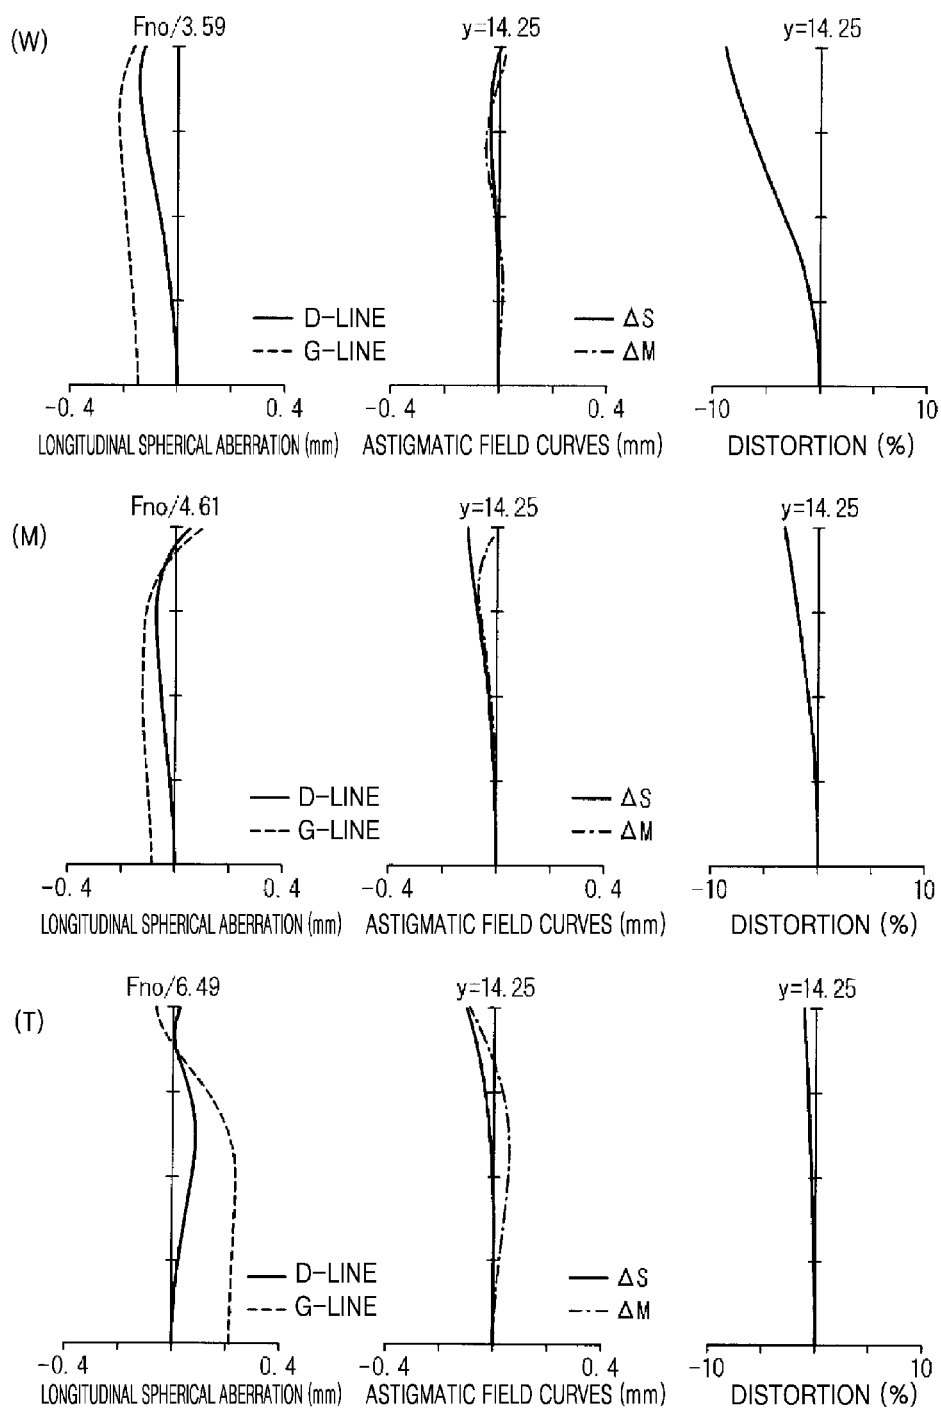 (W)
Fno/3.59
y=14.25
y=14.25
D-LINE
G-LINE
ΔS
ΔM
-0.4 0.4
-0.4 0.4
-10 10
LONGITUDINAL SPHERICAL ABERRATION (mm)
ASTIGMATIC FIELD CURVES (mm)
DISTORTION (%)
(M)
Fno/4.61
y=14.25
y=14.25
D-LINE
G-LINE
ΔS
ΔM
-0.4 0.4
-0.4 0.4
-10 10
LONGITUDINAL SPHERICAL ABERRATION (mm)
ASTIGMATIC FIELD CURVES (mm)
DISTORTION (%)
(T)
Fno/6.49
y=14.25
y=14.25
D-LINE
G-LINE
ΔS
ΔM
-0.4 0.4
-0.4 0.4
-10 10
LONGITUDINAL SPHERICAL ABERRATION (mm)
ASTIGMATIC FIELD CURVES (mm)
DISTORTION (%)